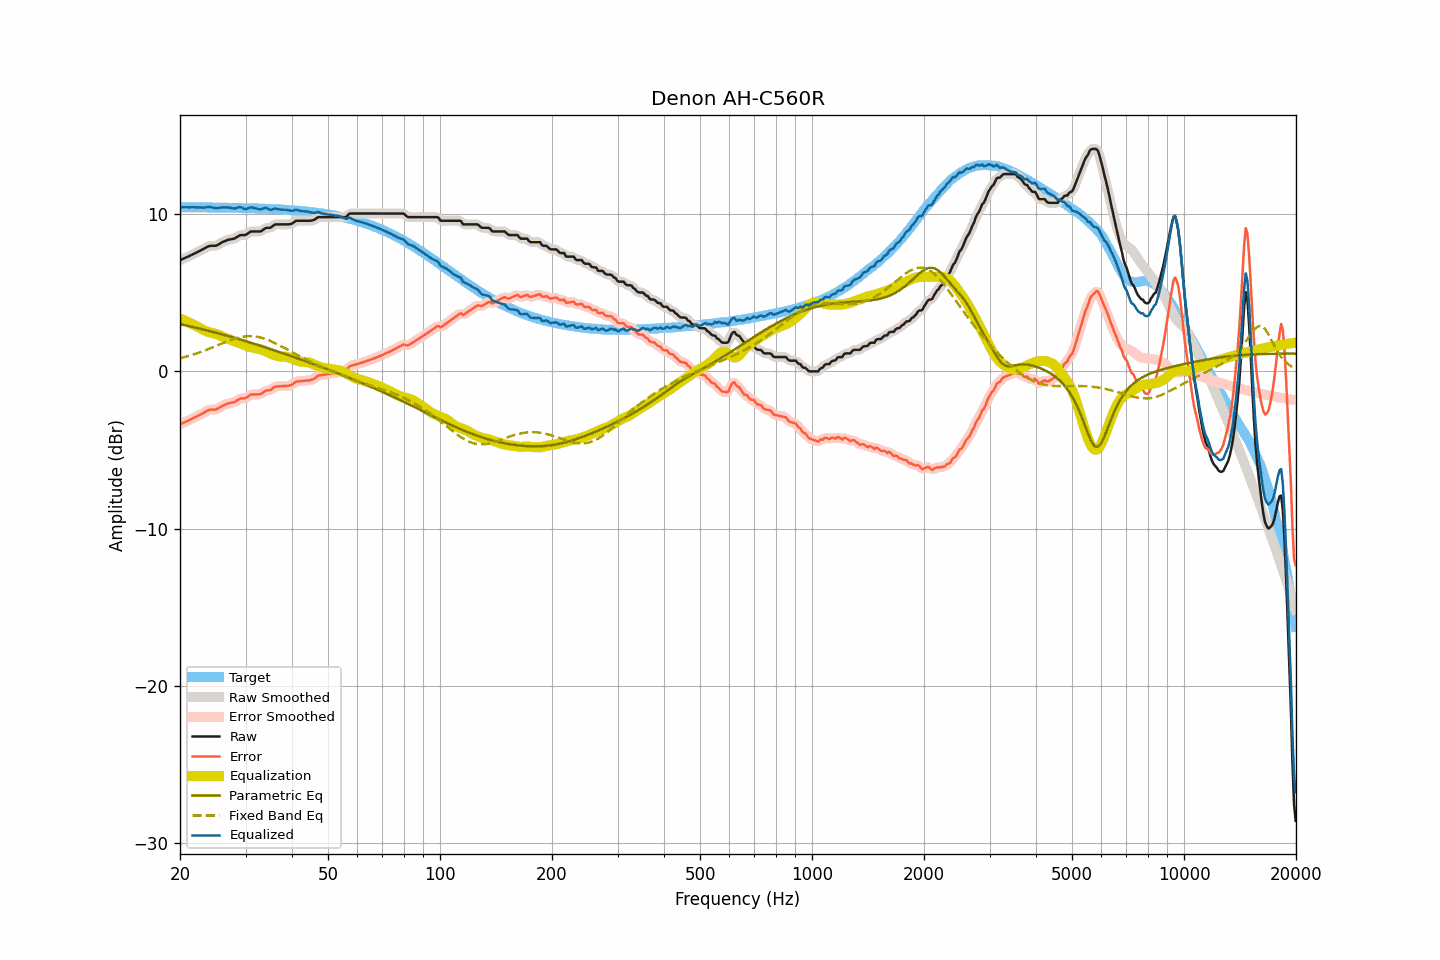 Denon AH-C560R
Amplitude (dBr)
10
0
−10
−20
−30
Target
Raw Smoothed
Error Smoothed
Raw
Error
Equalization
Parametric Eq
Fixed Band Eq
Equalized
20 50 100 200 500 1000 2000 5000 10000 20000
Frequency (Hz)